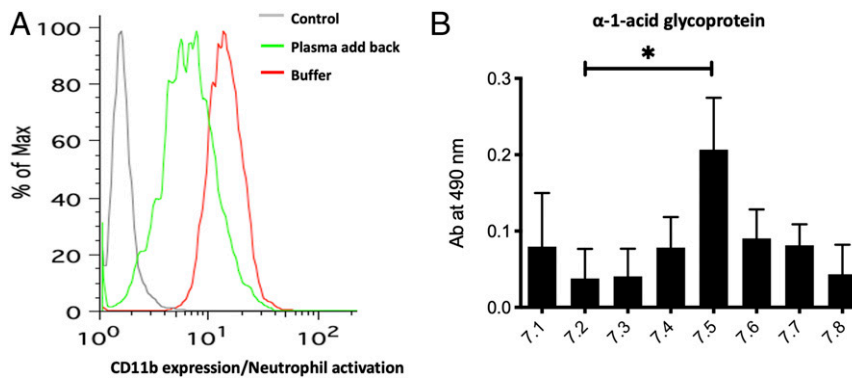 A
Control
Plasma add back
Buffer
% of Max
100
80
60
40
20
0
10⁰
10¹
10²
CD11b expression/Neutrophil activation
B
α-1-acid glycoprotein
*
Ab at 490 nm
0.3
0.2
0.1
0.0
7.1
7.2
7.3
7.4
7.5
7.6
7.7
7.8